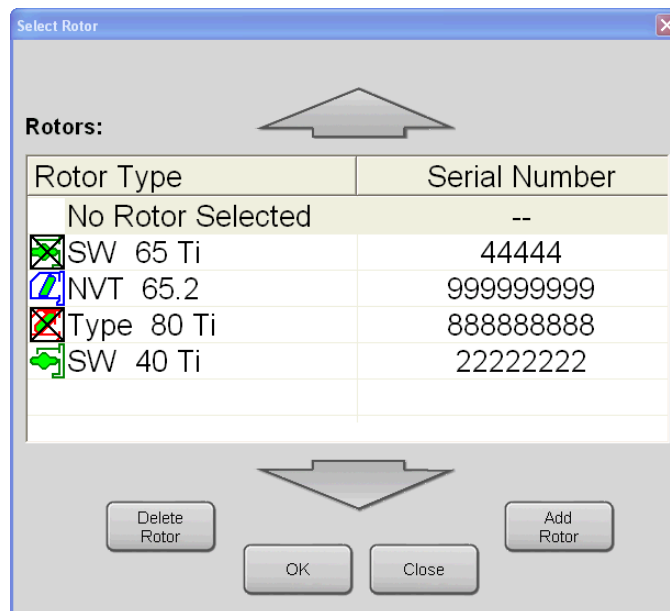 Select Rotor
Rotors:
Rotor Type Serial Number
No Rotor Selected --
SW 65 Ti 44444
NVT 65.2 999999999
Type 80 Ti 888888888
SW 40 Ti 22222222
Delete Rotor
Add Rotor
OK Close